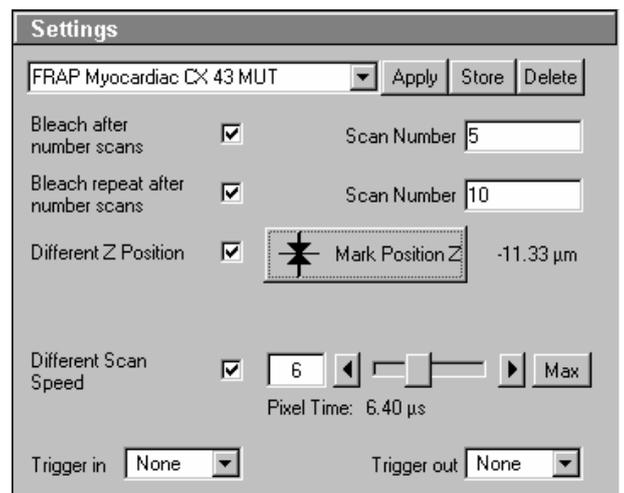 Settings
FRAP Myocardiac CX 43 MUT Apply Store Delete
Bleach after
number scans Scan Number 5
Bleach repeat after
number scans Scan Number 10
Different Z Position Mark Position Z -11.33 µm
Different Scan
Speed 6 Max
Pixel Time: 6.40 µs
Trigger in None Trigger out None